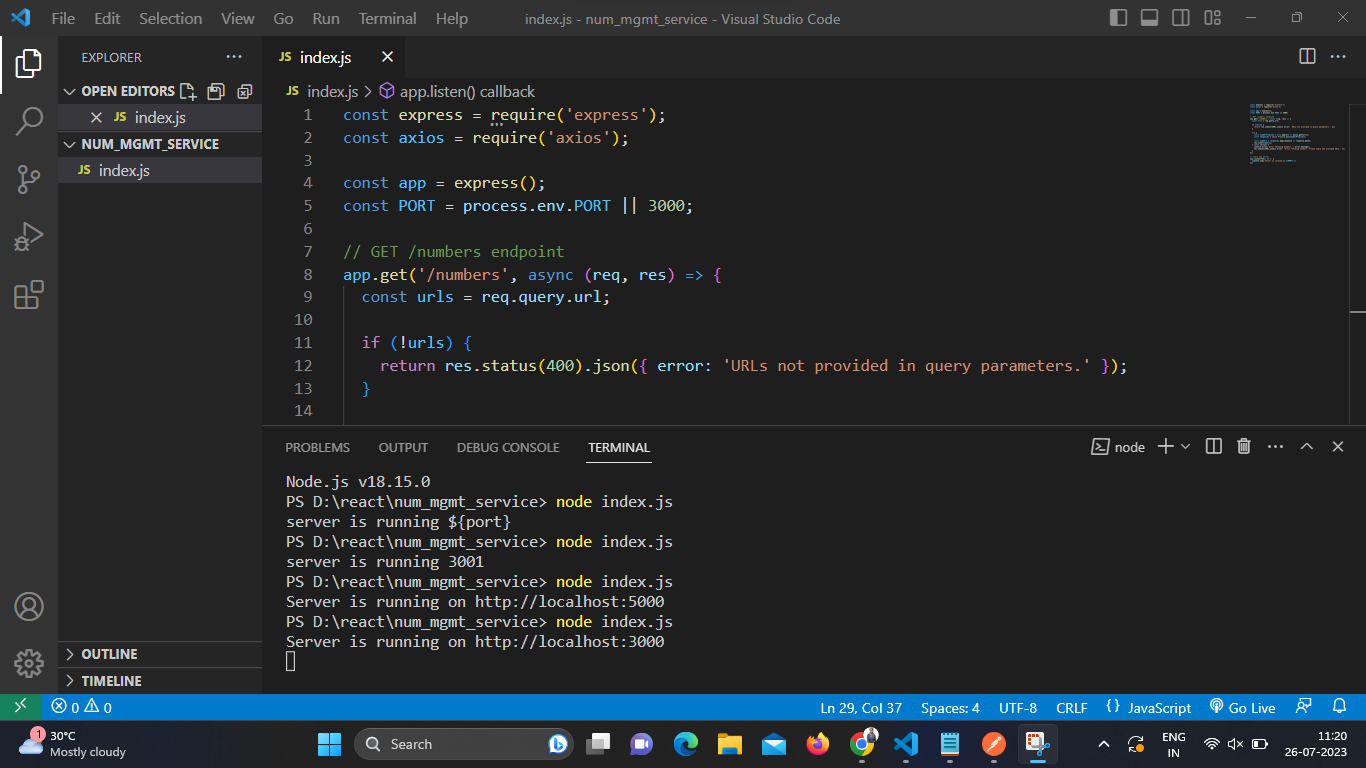 File Edit Selection View Go Run Terminal Help index.js - num_mgmt_service - Visual Studio Code
EXPLORER
OPEN EDITORS
JS index.js
NUM_MGMT_SERVICE
JS index.js
OUTLINE
TIMELINE
JS index.js
JS index.js > app.listen() callback
1 const express = require('express');
2 const axios = require('axios');
3
4 const app = express();
5 const PORT = process.env.PORT || 3000;
6
7 // GET /numbers endpoint
8 app.get('/numbers', async (req, res) => {
9 const urls = req.query.url;
10
11 if (!urls) {
12 return res.status(400).json({ error: 'URLs not provided in query parameters.' });
13 }
14
PROBLEMS OUTPUT DEBUG CONSOLE TERMINAL node
Node.js v18.15.0
PS D:\react\num_mgmt_service> node index.js
server is running ${port}
PS D:\react\num_mgmt_service> node index.js
server is running 3001
PS D:\react\num_mgmt_service> node index.js
Server is running on http://localhost:5000
PS D:\react\num_mgmt_service> node index.js
Server is running on http://localhost:3000
0 0 Ln 29, Col 37 Spaces: 4 UTF-8 CRLF {} JavaScript Go Live
1
30°C
Mostly cloudy
Search
ENG
IN
11:20
26-07-2023